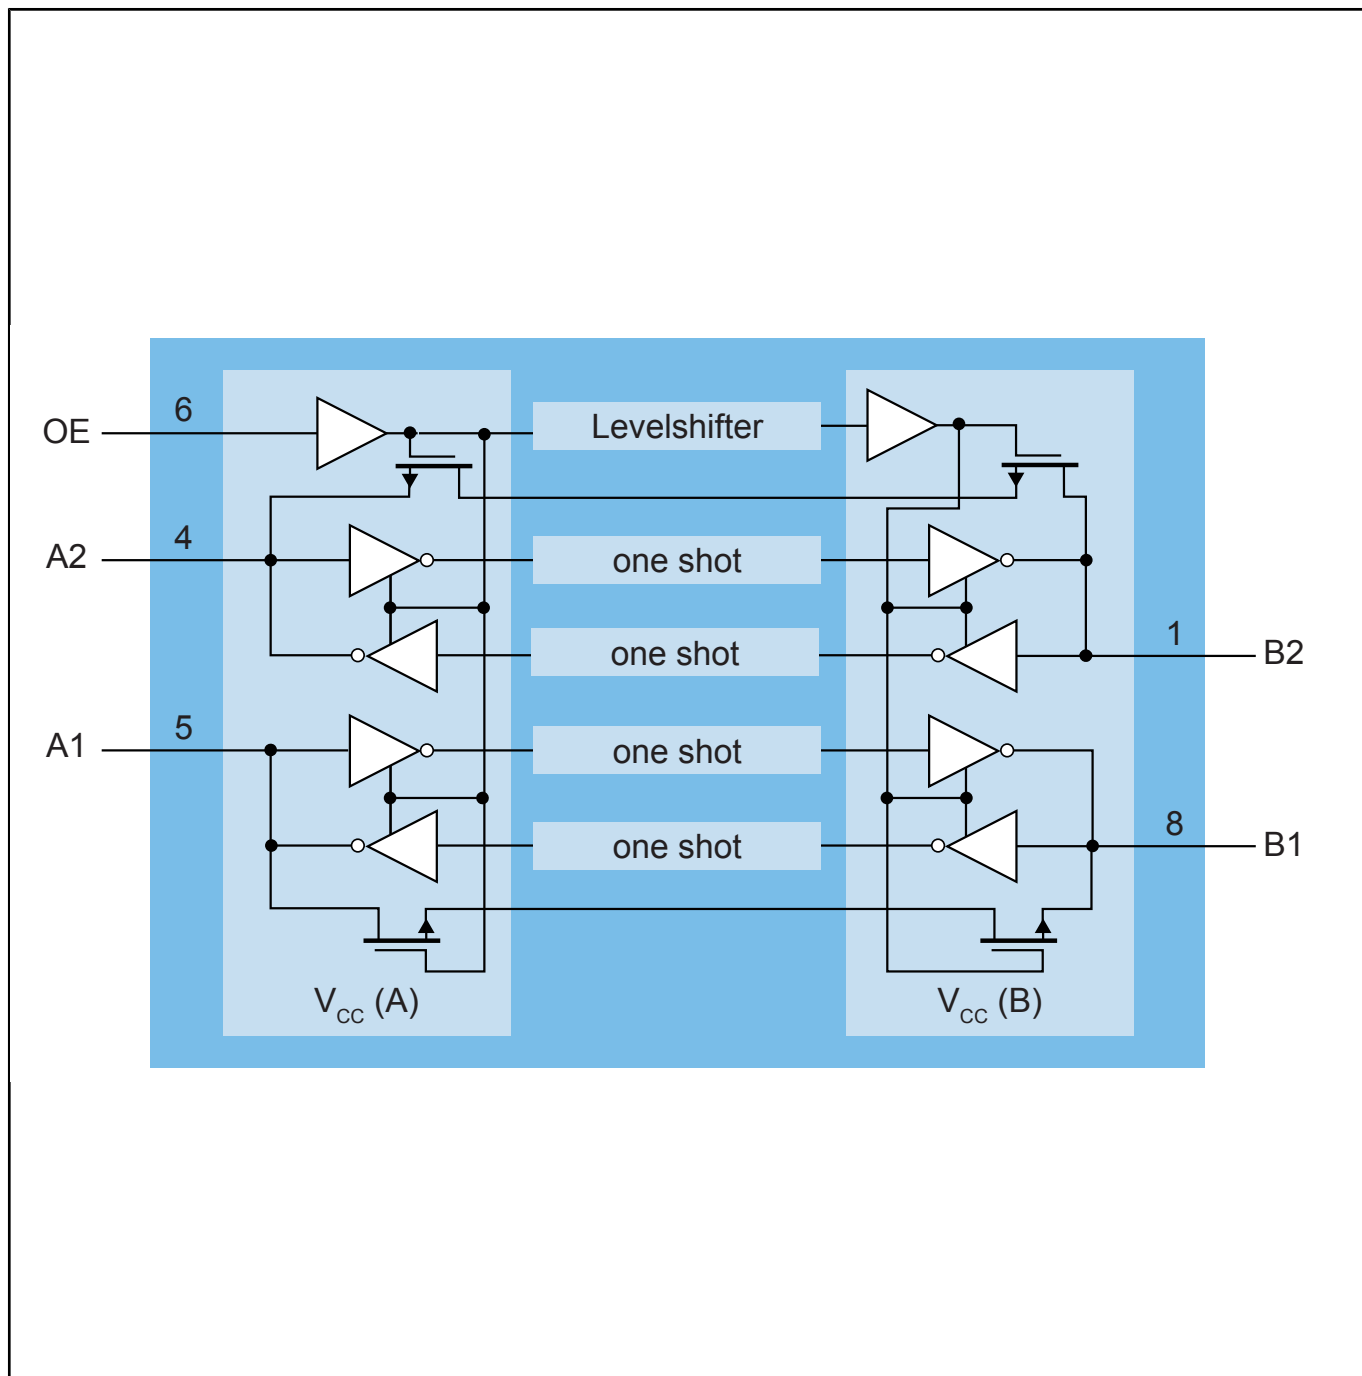 OE 6 Levelshifter
A2 4 one shot
one shot 1 B2
A1 5 one shot
one shot 8 B1
VCC (A) VCC (B)